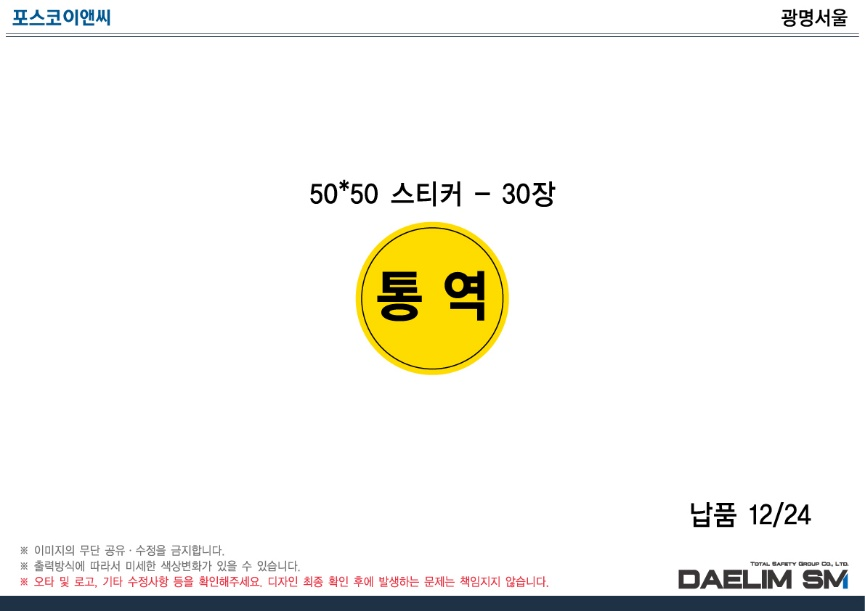 포스코이앤씨
광명서울
50*50 스티커 - 30장
통 역
납품 12/24
※ 이미지의 무단 공유·수정을 금지합니다.
※ 출력방식에 따라서 미세한 색상변화가 있을 수 있습니다.
※ 오타 및 로고, 기타 수정사항 등을 확인해주세요. 디자인 최종 확인 후에 발생하는 문제는 책임지지 않습니다.
TOTAL SAFETY GROUP CO., LTD.
DAELIM SM